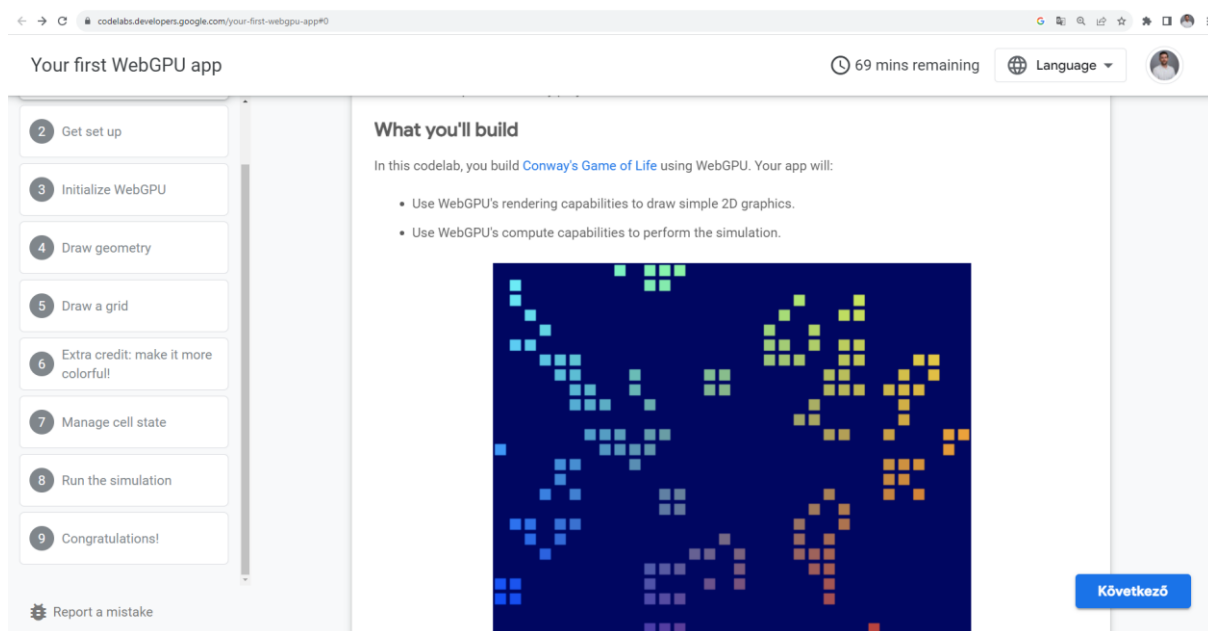 codelabs.developers.google.com/your-first-webgpu-app#0
Your first WebGPU app
69 mins remaining
Language
2 Get set up
3 Initialize WebGPU
4 Draw geometry
5 Draw a grid
6 Extra credit: make it more
colorful!
7 Manage cell state
8 Run the simulation
9 Congratulations!
Report a mistake
What you'll build
In this codelab, you build Conway's Game of Life using WebGPU. Your app will:
• Use WebGPU's rendering capabilities to draw simple 2D graphics.
• Use WebGPU's compute capabilities to perform the simulation.
Következő